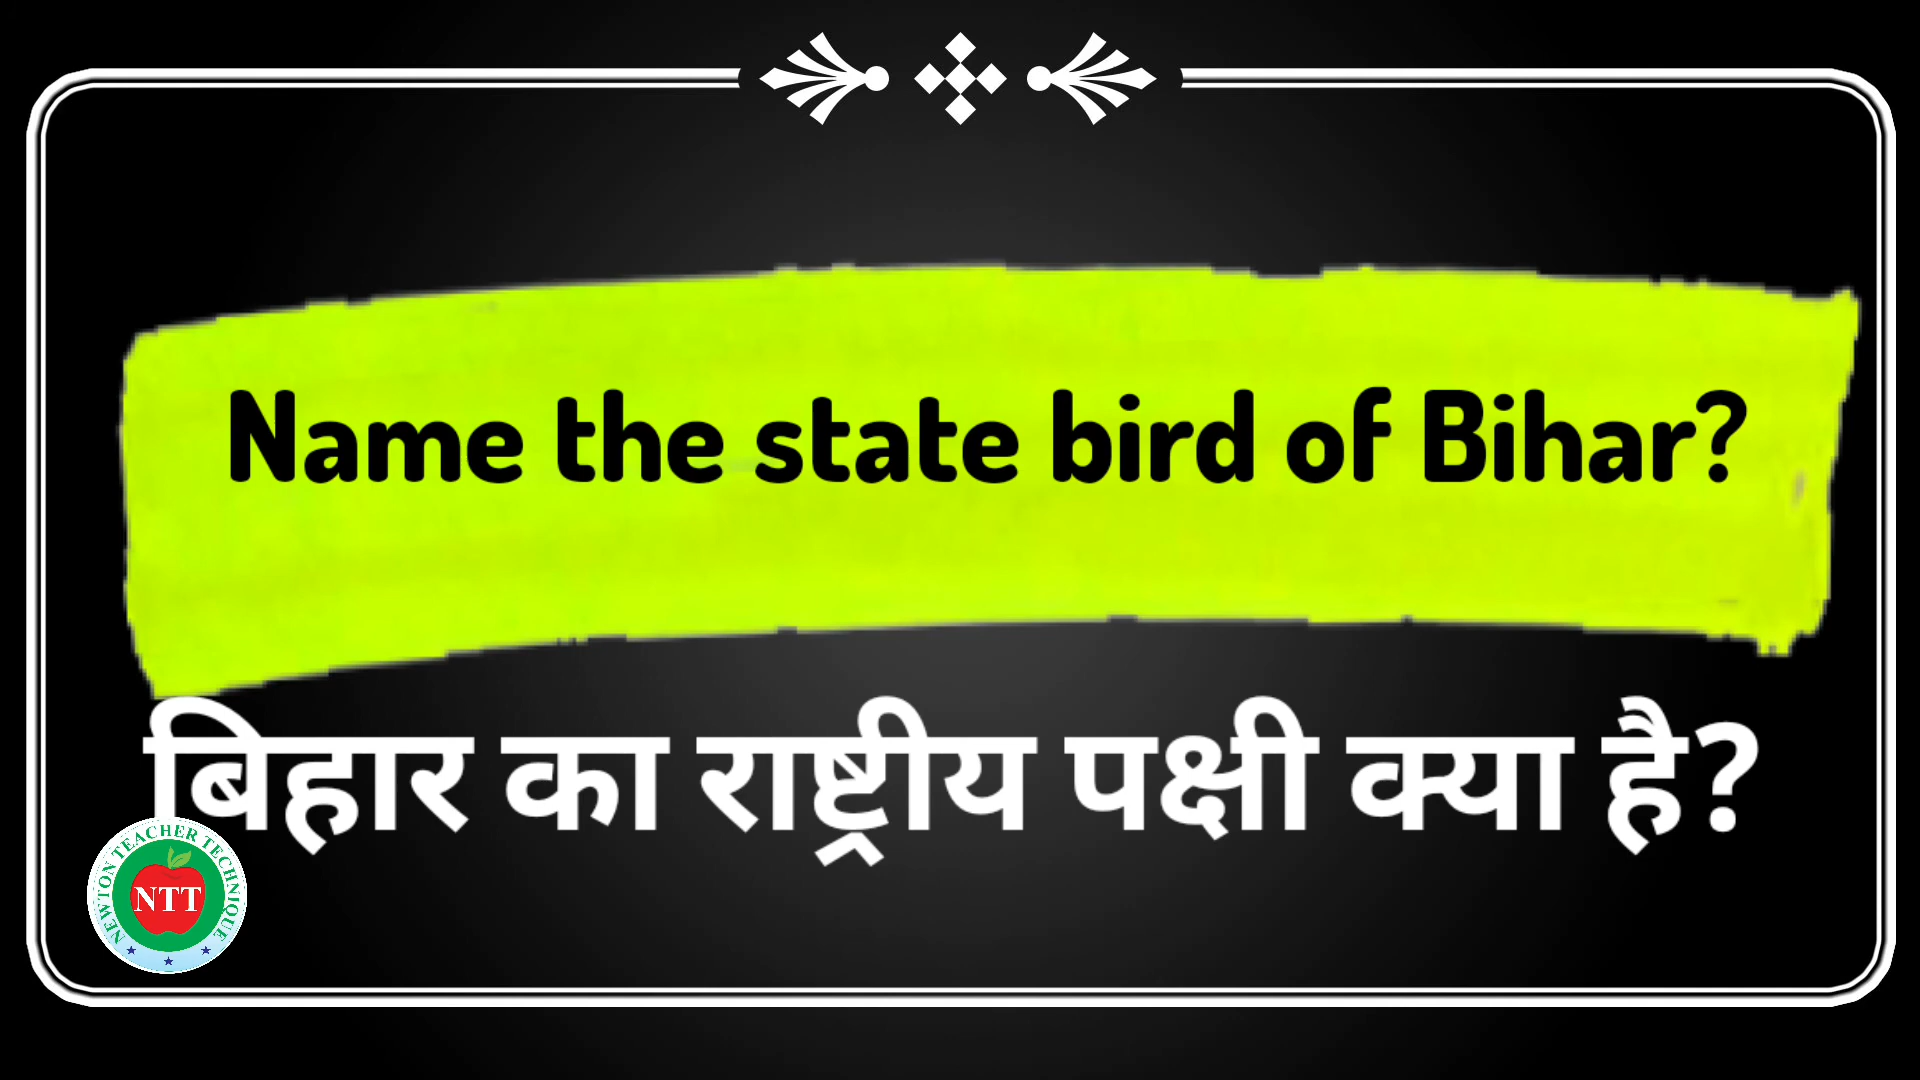 Name the state bird of Bihar?
बिहार का राष्ट्रीय पक्षी क्या है?
NEWTON TEACHER TECHNIQUE
NTT